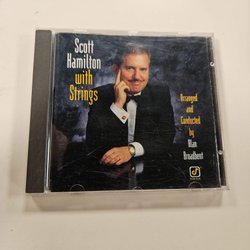 Scott
Hamilton
with
Strings
Arranged
and
Conducted
by
Alan
Broadbent